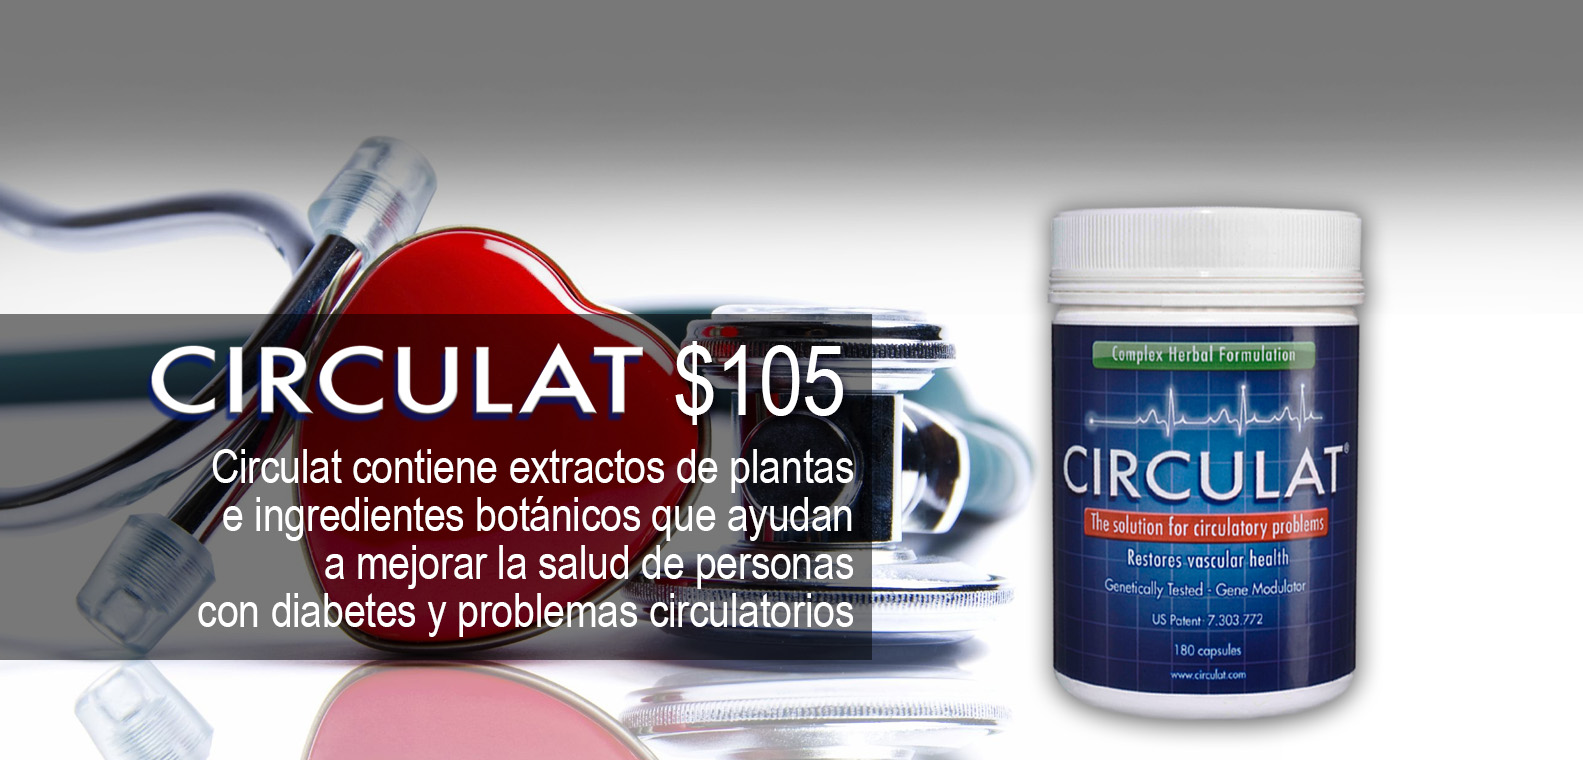 CIRCULAT $105
Circulat contiene extractos de plantas
e ingredientes botánicos que ayudan
a mejorar la salud de personas
con diabetes y problemas circulatorios
Complex Herbal Formulation
CIRCULAT®
The solution for circulatory problems
Restores vascular health
Genetically Tested - Gene Modulator
US Patent 7.303.772
180 capsules
www.circulat.com